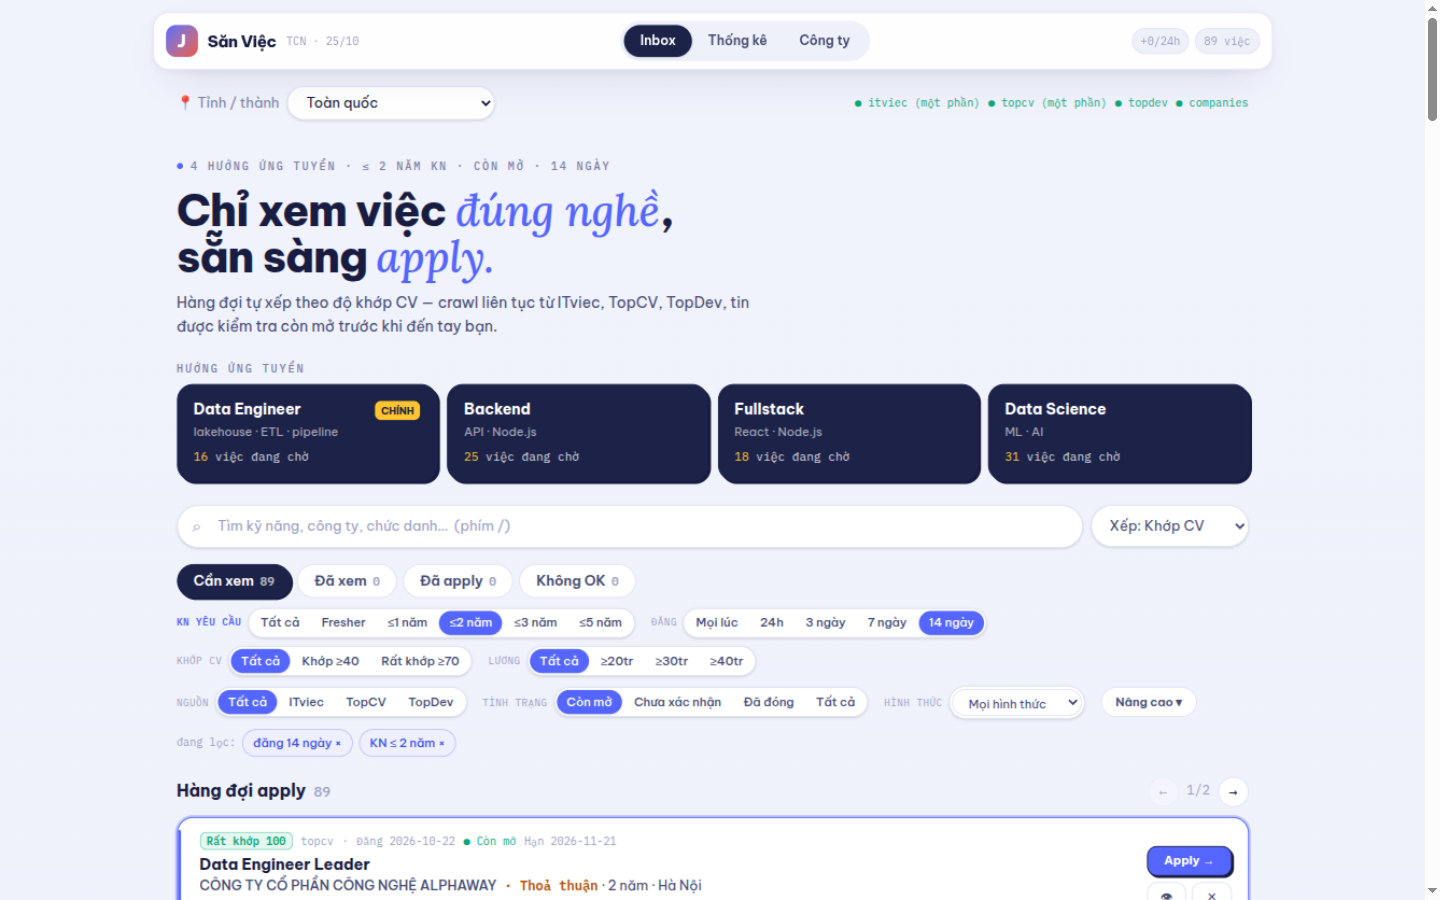 J Săn Việc TCN · 25/10 Inbox Thống kê Công ty +0/24h 89 việc
📍 Tỉnh / thành Toàn quốc ● itviec (một phần) ● topcv (một phần) ● topdev ● companies
● 4 HƯỚNG ỨNG TUYỂN · ≤ 2 NĂM KN · CÒN MỞ · 14 NGÀY
Chỉ xem việc đúng nghề,
sẵn sàng apply.
Hàng đợi tự xếp theo độ khớp CV — crawl liên tục từ ITviec, TopCV, TopDev, tin
được kiểm tra còn mở trước khi đến tay bạn.
HƯỚNG ỨNG TUYỂN
Data Engineer CHÍNH
lakehouse · ETL · pipeline
16 việc đang chờ
Backend
API · Node.js
25 việc đang chờ
Fullstack
React · Node.js
18 việc đang chờ
Data Science
ML · AI
31 việc đang chờ
Tìm kỹ năng, công ty, chức danh... (phím /) Xếp: Khớp CV
Cần xem 89 Đã xem 0 Đã apply 0 Không OK 0
KN YÊU CẦU Tất cả Fresher ≤1 năm ≤2 năm ≤3 năm ≤5 năm ĐĂNG Mọi lúc 24h 3 ngày 7 ngày 14 ngày
KHỚP CV Tất cả Khớp ≥40 Rất khớp ≥70 LƯƠNG Tất cả ≥20tr ≥30tr ≥40tr
NGUỒN Tất cả ITviec TopCV TopDev TÌNH TRẠNG Còn mở Chưa xác nhận Đã đóng Tất cả HÌNH THỨC Mọi hình thức Nâng cao ▾
đang lọc: đăng 14 ngày × KN ≤ 2 năm ×
Hàng đợi apply 89 ← 1/2 →
Rất khớp 100 topcv · Đăng 2026-10-22 ● Còn mở Hạn 2026-11-21
Data Engineer Leader
CÔNG TY CỔ PHẦN CÔNG NGHỆ ALPHAWAY · Thoả thuận · 2 năm · Hà Nội
Apply →
×